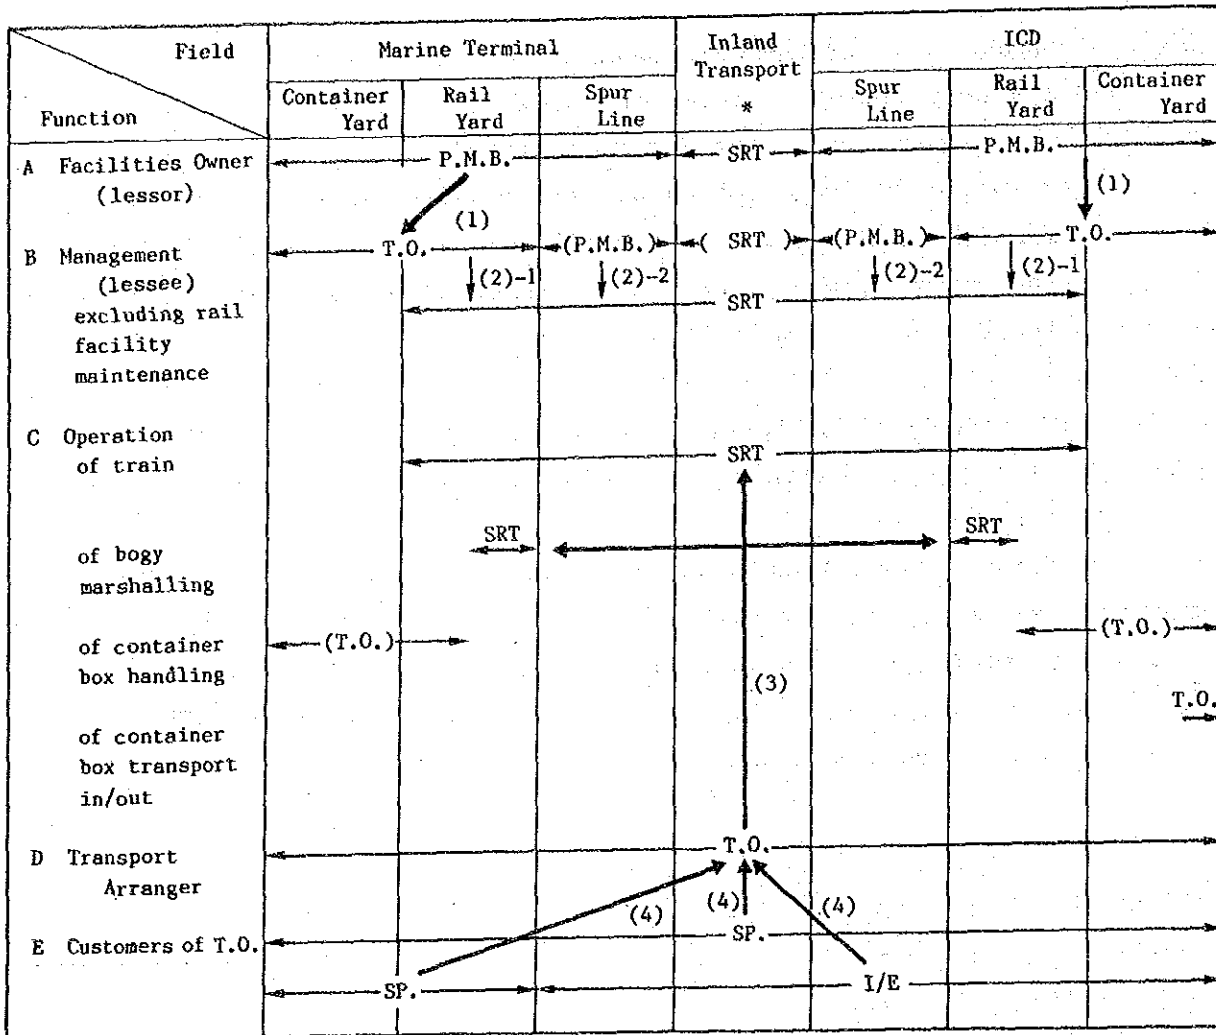 Field
Function
Marine Terminal
Inland
Transport
*
ICD
Container
Yard
Rail
Yard
Spur
Line
Spur
Line
Rail
Yard
Container
Yard
A Facilities Owner
(lessor)
P.M.B.
SRT
P.M.B.
(1)
(1)
B Management
(lessee)
excluding rail
facility
maintenance
T.O.
(P.M.B.)
( SRT )
(P.M.B.)
T.O.
(2)-1
(2)-2
(2)-2
(2)-1
SRT
C Operation
of train
SRT
of bogy
marshalling
SRT
SRT
of container
box handling
(T.O.)
(T.O.)
(3)
of container
box transport
in/out
T.O.
D Transport
Arranger
T.O.
(4)
(4)
(4)
E Customers of T.O.
SP.
SP.
I/E